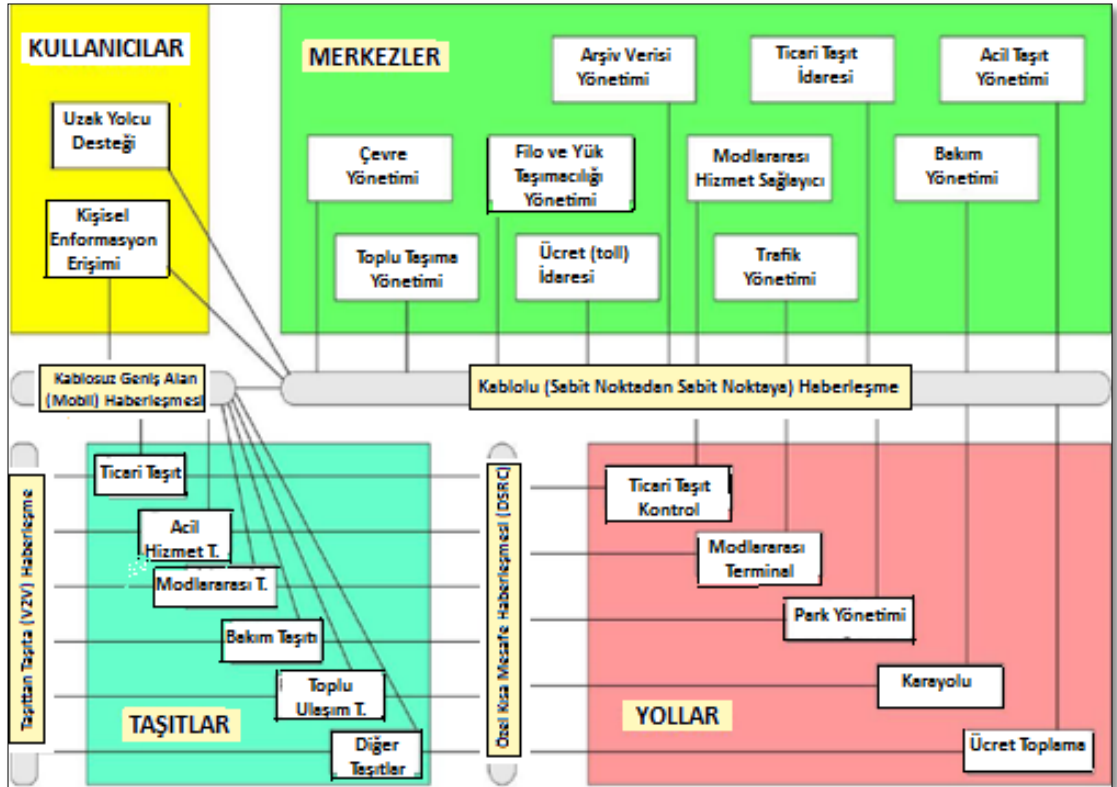 KULLANICILAR
Uzak Yolcu
Desteği
Kişisel
Enformasyon
Erişimi
MERKEZLER
Arşiv Verisi
Yönetimi
Ticari Taşıt
İdaresi
Acil Taşıt
Yönetimi
Çevre
Yönetimi
Filo ve Yük
Taşımacılığı
Yönetimi
Modlararası
Hizmet Sağlayıcı
Bakım
Yönetimi
Toplu Taşıma
Yönetimi
Ücret (toll)
İdaresi
Trafik
Yönetimi
Kablosuz Geniş Alan
(Mobil) Haberleşmesi
Kablolu (Sabit Noktadan Sabit Noktaya) Haberleşme
Taşıttan Taşıta (V2V) Haberleşme
Ticari Taşıt
Acil
Hizmet T.
Modlararası T.
Bakım Taşıtı
Toplu
Ulaşım T.
Diğer
Taşıtlar
TAŞITLAR
Özel Kısa Mesafe Haberleşmesi (DSRC)
Ticari Taşıt
Kontrol
Modlararası
Terminal
Park Yönetimi
Karayolu
Ücret Toplama
YOLLAR